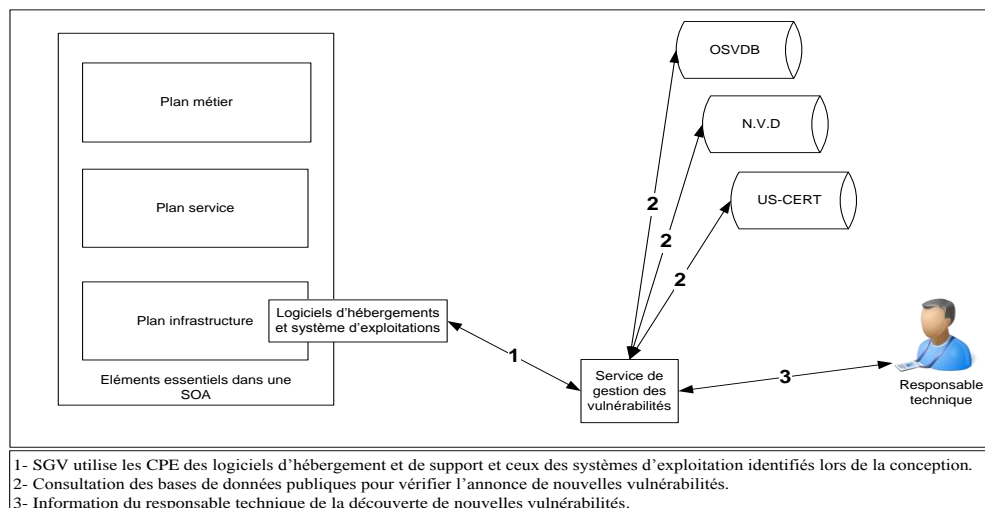 OSVDB
Plan métier
N.V.D
Plan service
US-CERT
2
2
2
Plan infrastructure
Logiciels d'hébergements
et système d'exploitations
1
Service de
gestion des
vulnérabilités
3
Responsable
technique
Eléments essentiels dans une
SOA
1- SGV utilise les CPE des logiciels d'hébergement et de support et ceux des systèmes d'exploitation identifiés lors de la conception.
2- Consultation des bases de données publiques pour vérifier l'annonce de nouvelles vulnérabilités.
3- Information du responsable technique de la découverte de nouvelles vulnérabilités.